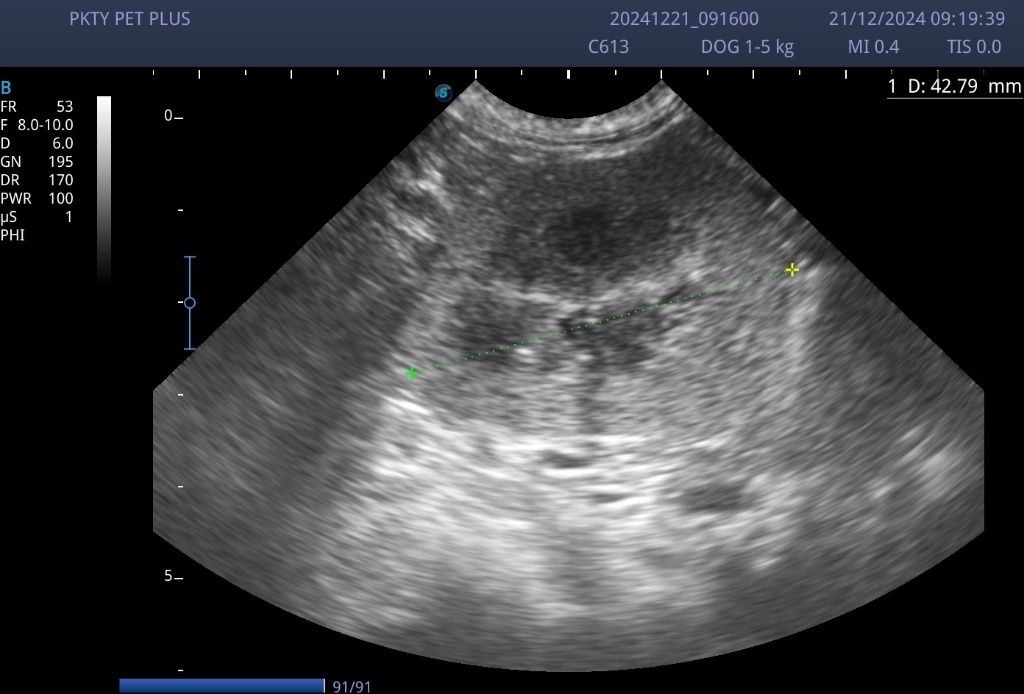 PKTY PET PLUS
20241221_091600
21/12/2024 09:19:39
C613
DOG 1-5 kg
MI 0.4
TIS 0.0
1 D: 42.79 mm
B
FR 53
F 8.0-10.0
D 6.0
GN 195
DR 170
PWR 100
µS 1
PHI
S
0
5
91/91